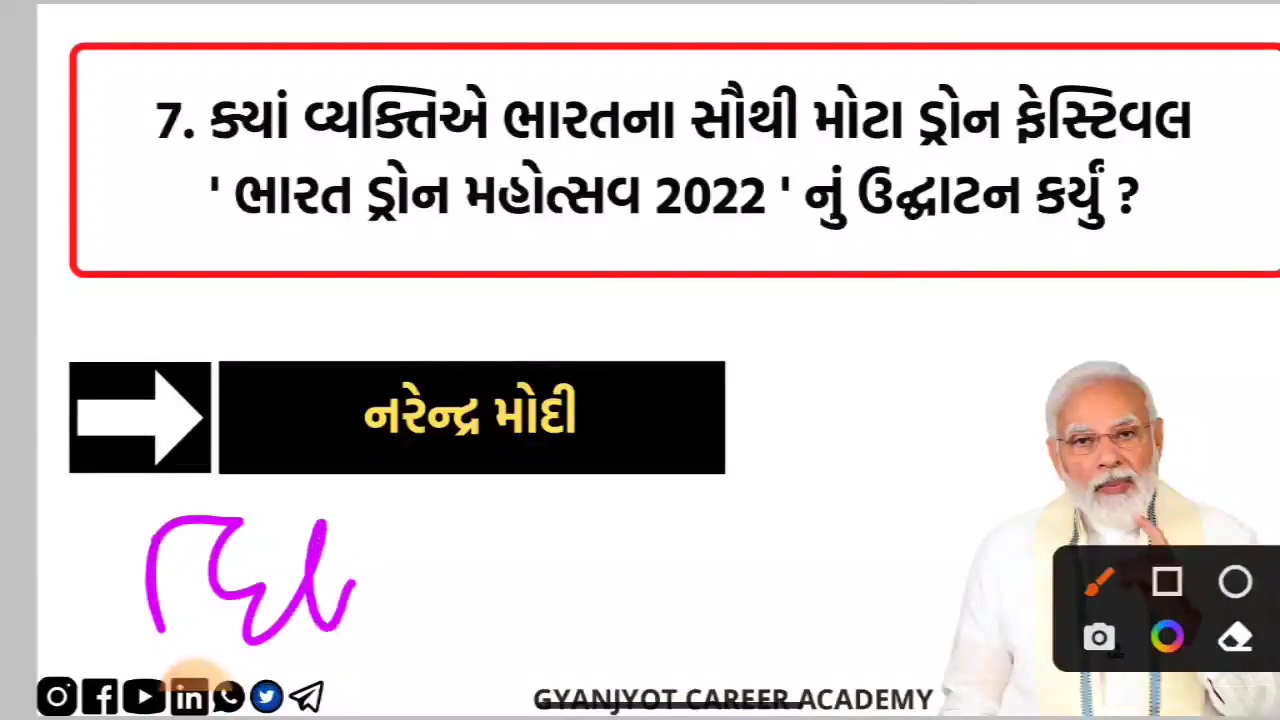 7. ક્યાં વ્યક્તિએ ભારતના સૌથી મોટા ડ્રોન ફેસ્ટિવલ
' ભારત ડ્રોન મહોત્સવ 2022 ' નું ઉદ્ઘાટન કર્યું ?
નરેન્દ્ર મોદી
GYANJYOT CAREER ACADEMY